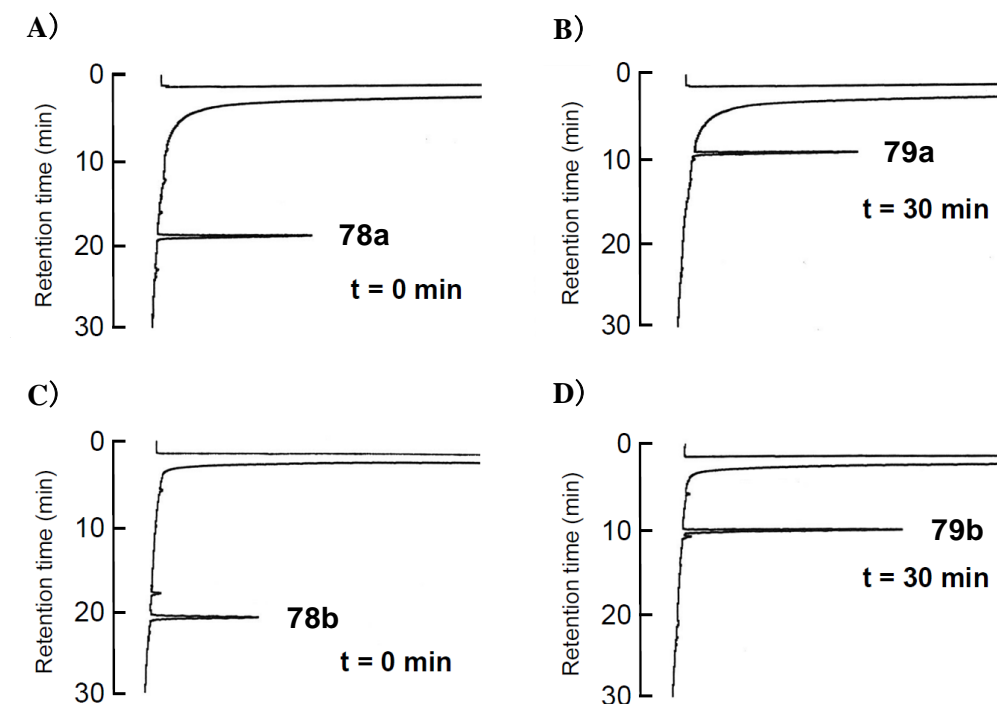 A)
0
10
20
30
Retention time (min)
78a
t = 0 min
B)
0
10
20
30
Retention time (min)
79a
t = 30 min
C)
0
10
20
30
Retention time (min)
78b
t = 0 min
D)
0
10
20
30
Retention time (min)
79b
t = 30 min